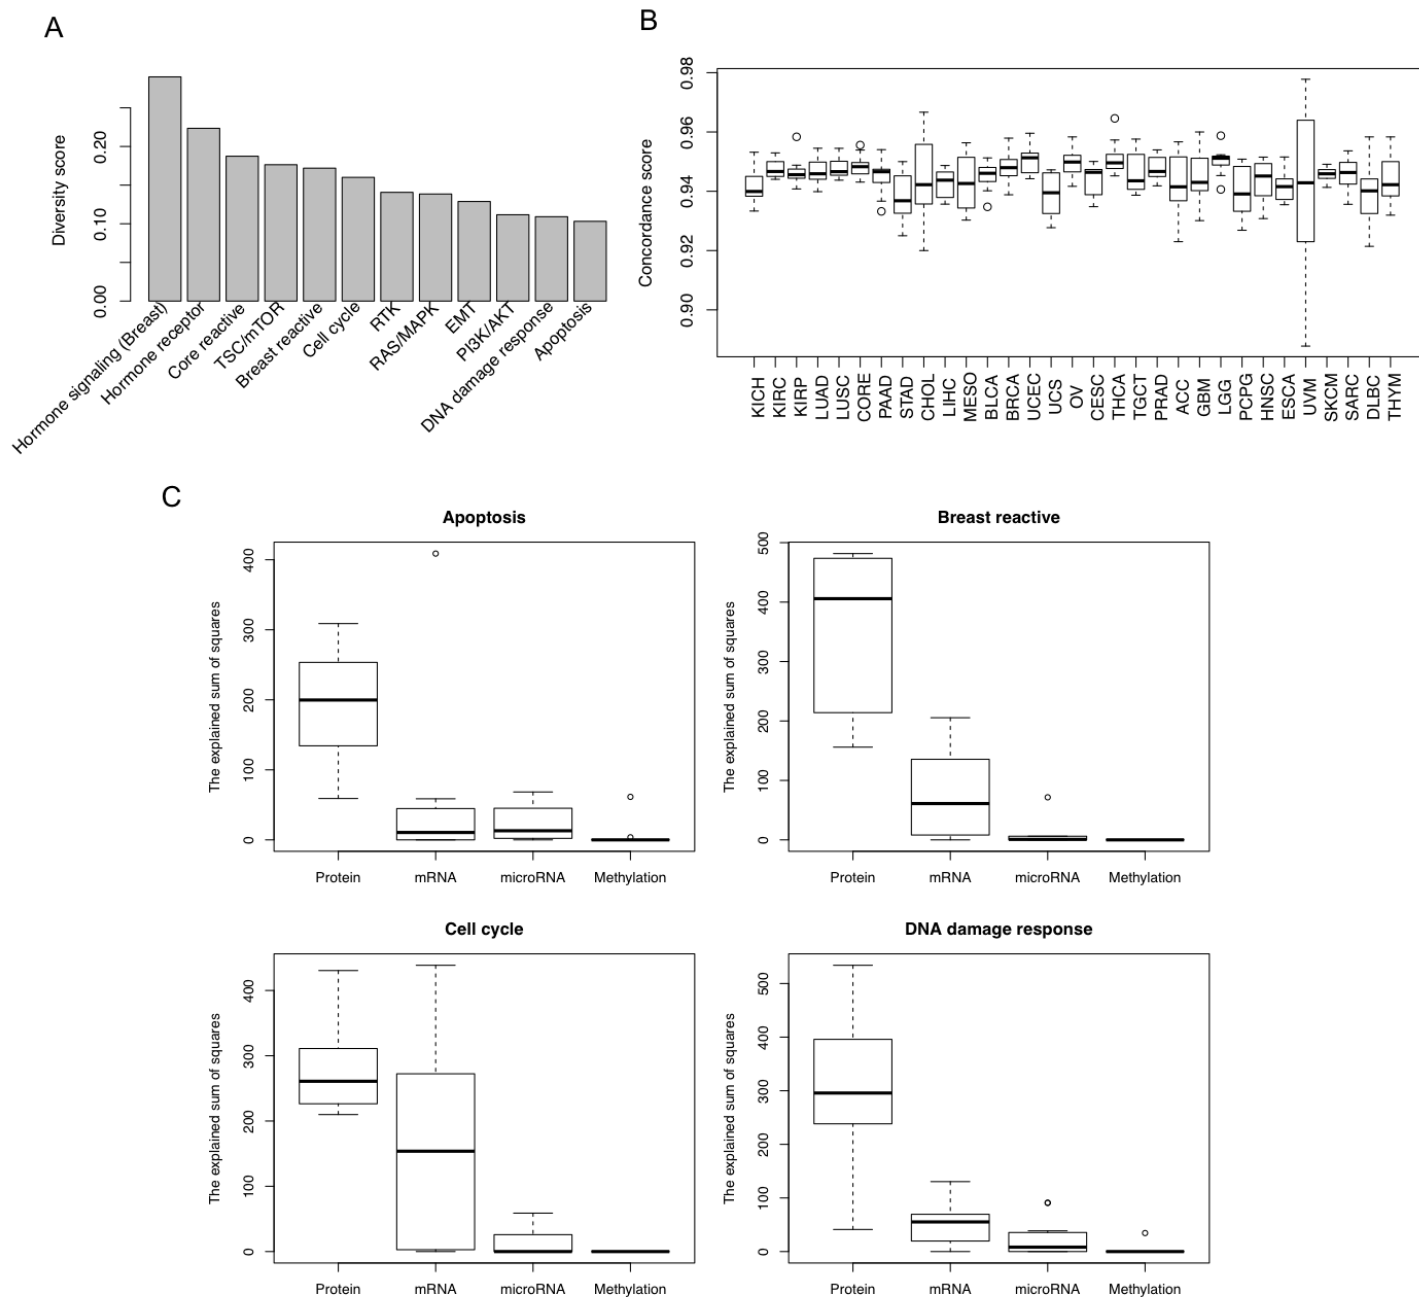 A
Diversity score
0.00
0.10
0.20
Hormone signaling (Breast)
Hormone receptor
Core reactive
TSC/mTOR
Breast reactive
Cell cycle
RTK
RAS/MAPK
EMT
PI3K/AKT
DNA damage response
Apoptosis
B
Concordance score
0.90
0.92
0.94
0.96
0.98
KICH
KIRC
KIRP
LUAD
LUSC
CORE
PAAD
STAD
CHOL
LIHC
MESO
BLCA
BRCA
UCEC
UCS
OV
CESC
THCA
TGCT
PRAD
ACC
GBM
LGG
PCPG
HNSC
ESCA
UVM
SKCM
SARC
DLBC
THYM
C
Apoptosis
The explained sum of squares
0
100
200
300
400
Protein mRNA microRNA Methylation
Breast reactive
The explained sum of squares
0
100
200
300
400
500
Protein mRNA microRNA Methylation
Cell cycle
The explained sum of squares
0
100
200
300
400
Protein mRNA microRNA Methylation
DNA damage response
The explained sum of squares
0
100
200
300
400
500
Protein mRNA microRNA Methylation